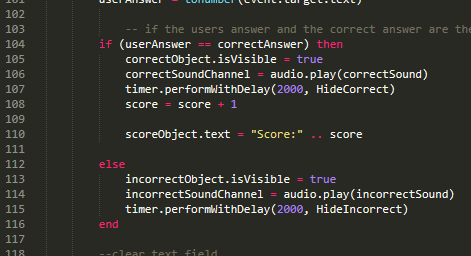 101 userAnswer = tonumber(event.target.text)
102
103 -- if the users answer and the correct answer are the
104 if (userAnswer == correctAnswer) then
105 correctObject.isVisible = true
106 correctSoundChannel = audio.play(correctSound)
107 timer.performWithDelay(2000, HideCorrect)
108 score = score + 1
109
110 scoreObject.text = "Score:" .. score
111
112 else
113 incorrectObject.isVisible = true
114 incorrectSoundChannel = audio.play(incorrectSound)
115 timer.performWithDelay(2000, HideIncorrect)
116 end
117
118 --clear text field